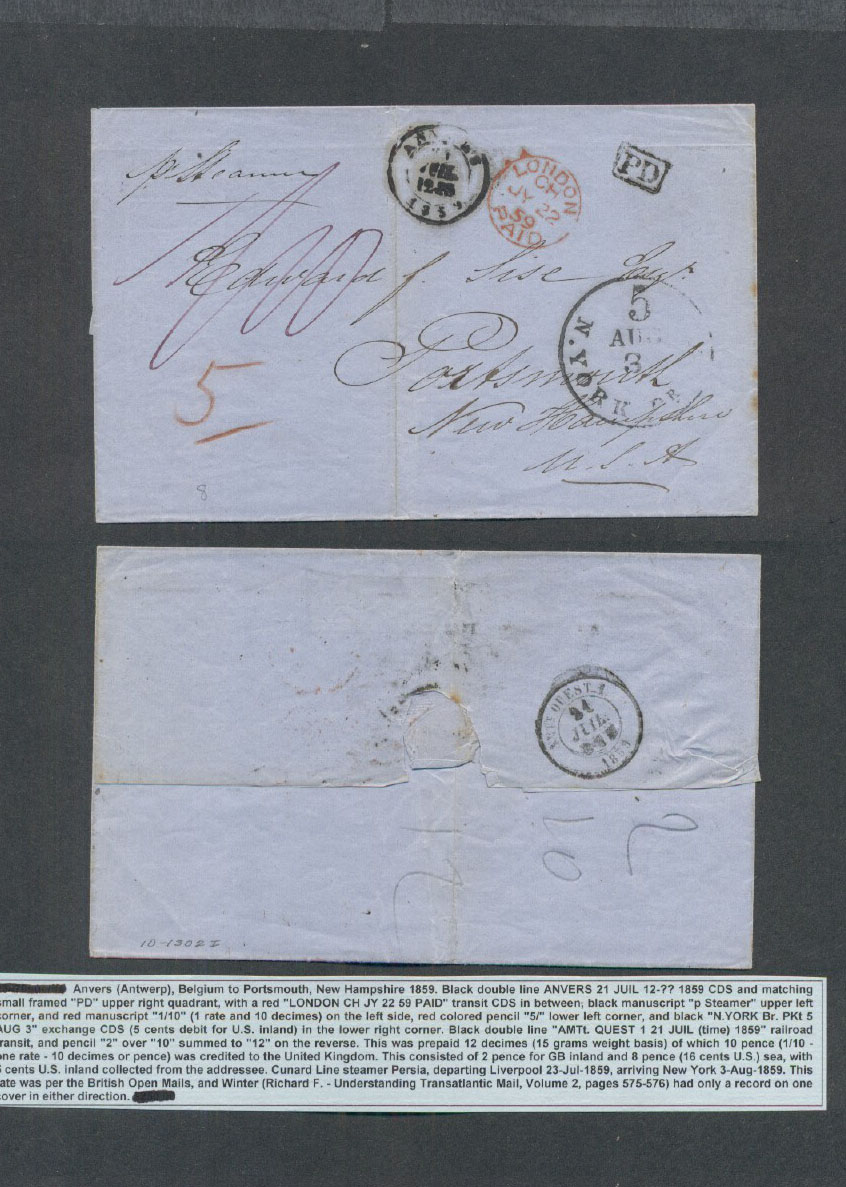 p Steamer
ANVERS
JUIL
12-
1859
LONDON
CH
JY 22
59
PAID
PD
1/10
Edward f. Sise Esqr
5
AUG
3
N.YORK BR.
Portsmouth
5
New Hampshire
U.S.A
8
QUEST.1
21
JUIL
1859
2
10
12
10-1302I
Anvers (Antwerp), Belgium to Portsmouth, New Hampshire 1859. Black double line ANVERS 21 JUIL 12-?? 1859 CDS and matching
small framed "PD" upper right quadrant, with a red "LONDON CH JY 22 59 PAID" transit CDS in between; black manuscript "p Steamer" upper left
corner, and red manuscript "1/10" (1 rate and 10 decimes) on the left side, red colored pencil "5/" lower left corner, and black "N.YORK Br. PKt 5
AUG 3" exchange CDS (5 cents debit for U.S. inland) in the lower right corner. Black double line "AMTt. QUEST 1 21 JUIL (time) 1859" railroad
transit, and pencil "2" over "10" summed to "12" on the reverse. This was prepaid 12 decimes (15 grams weight basis) of which 10 pence (1/10 -
one rate - 10 decimes or pence) was credited to the United Kingdom. This consisted of 2 pence for GB inland and 8 pence (16 cents U.S.) sea, with
5 cents U.S. inland collected from the addressee. Cunard Line steamer Persia, departing Liverpool 23-Jul-1859, arriving New York 3-Aug-1859. This
rate was per the British Open Mails, and Winter (Richard F. - Understanding Transatlantic Mail, Volume 2, pages 575-576) had only a record on one
cover in either direction.